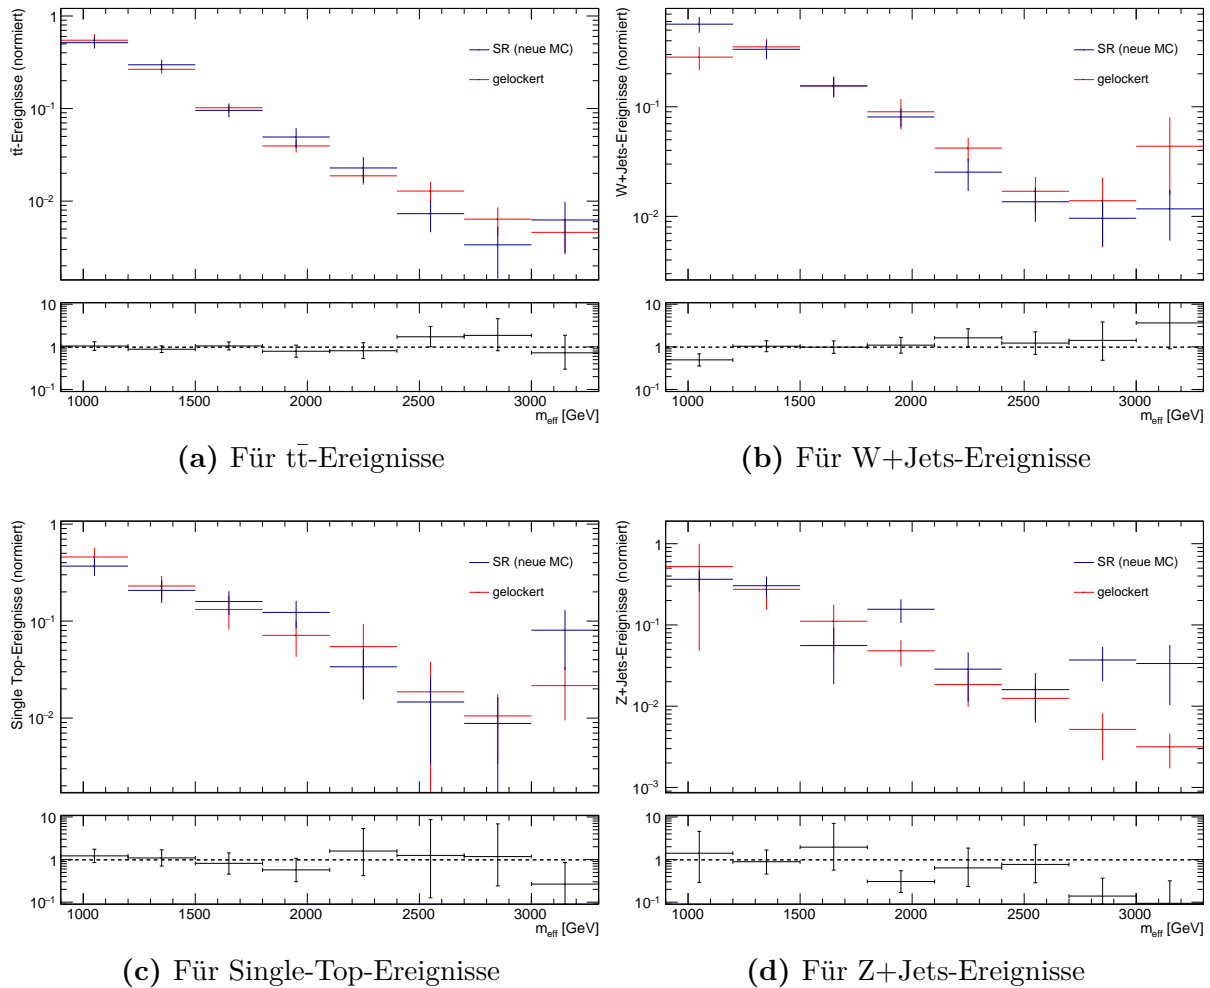 tt̄-Ereignisse (normiert)
1
10⁻¹
10⁻²
SR (neue MC)
gelockert
10
1
10⁻¹
1000 1500 2000 2500 3000
m_eff [GeV]
(a) Für tt̄-Ereignisse
W+Jets-Ereignisse (normiert)
10⁻¹
10⁻²
SR (neue MC)
gelockert
10
1
10⁻¹
1000 1500 2000 2500 3000
m_eff [GeV]
(b) Für W+Jets-Ereignisse
Single Top-Ereignisse (normiert)
1
10⁻¹
10⁻²
SR (neue MC)
gelockert
10
1
10⁻¹
1000 1500 2000 2500 3000
m_eff [GeV]
(c) Für Single-Top-Ereignisse
Z+Jets-Ereignisse (normiert)
1
10⁻¹
10⁻²
10⁻³
SR (neue MC)
gelockert
10
1
10⁻¹
1000 1500 2000 2500 3000
m_eff [GeV]
(d) Für Z+Jets-Ereignisse